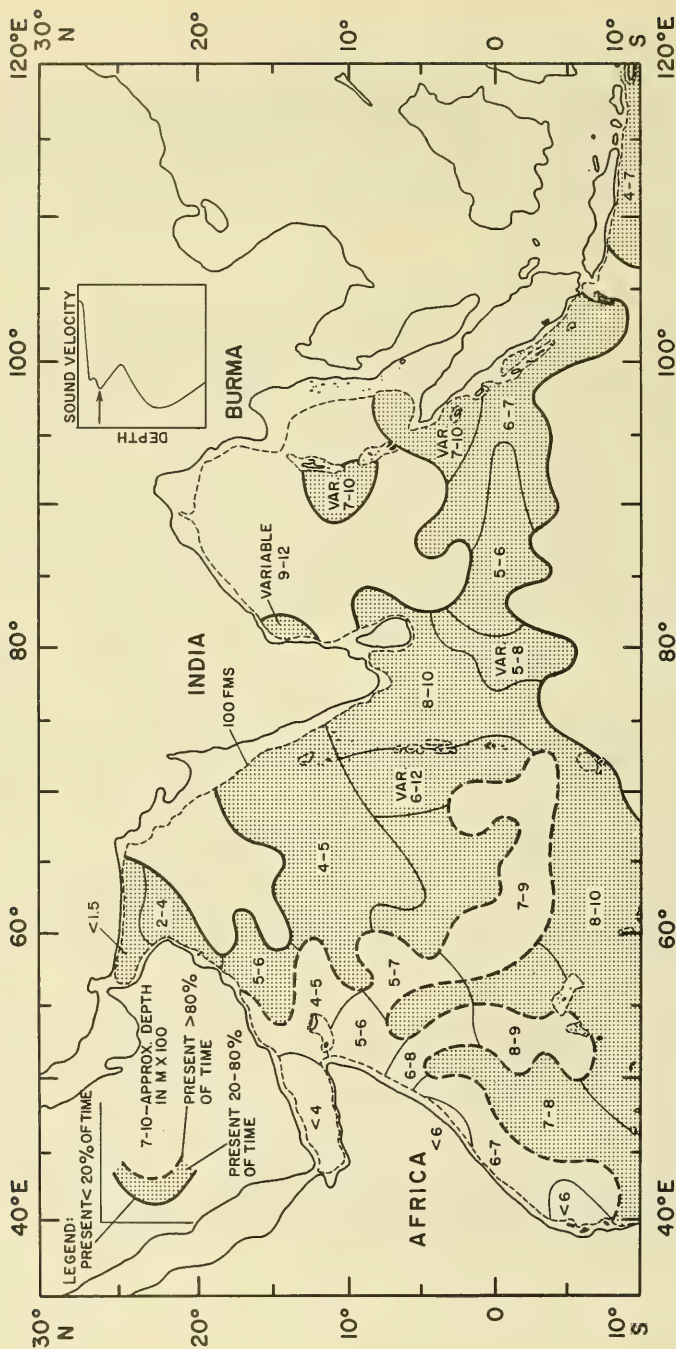 40°E 60° 80° 100° 120°E
30°
N
30°
N
LEGEND:
PRESENT < 20% OF TIME
7-10—APPROX. DEPTH
IN M X 100
PRESENT >80%
OF TIME
PRESENT 20-80%
OF TIME
SOUND VELOCITY
DEPTH
<1.5
2-4
INDIA
100 FMS
BURMA
20°
20°
VARIABLE
9-12
5-6
4-5
4-5
<4
VAR.
7-10
10°
10°
5-6
5-7
8-10
VAR.
6-12
AFRICA
<6
6-8
VAR.
7-10
0
0
6-7
8-9
7-9
VAR.
5-8
5-6
6-7
7-8
<6
8-10
4-7
10°
S
10°
S
40°E 60° 80° 100° 120°E